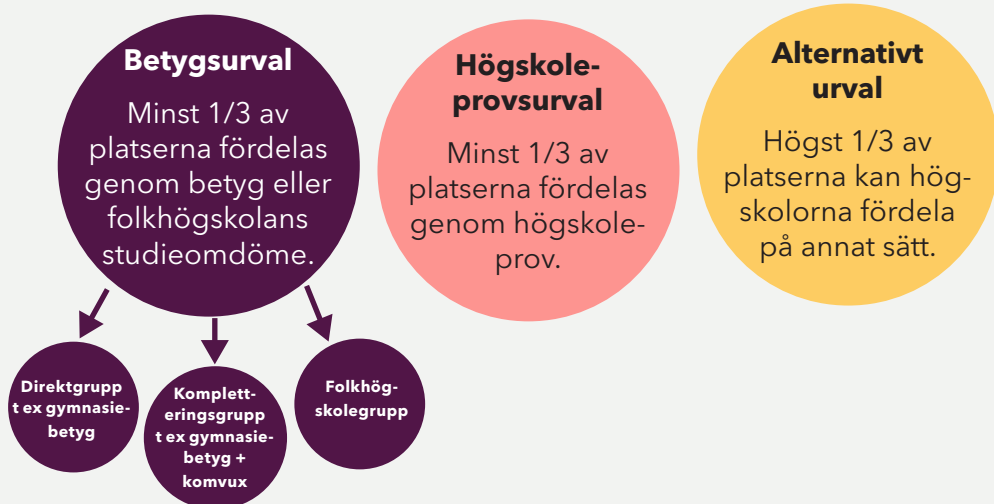 Betygsurval
Minst 1/3 av
platserna fördelas
genom betyg eller
folkhögskolans
studieomdöme.
Högskole-
provsurval
Minst 1/3 av
platserna fördelas
genom högskole-
prov.
Alternativt
urval
Högst 1/3 av
platserna kan hög-
skolorna fördela
på annat sätt.
Direktgrupp
t ex gymnasie-
betyg
Komplett-
eringsgrupp
t ex gymnasie-
betyg +
komvux
Folkhög-
skolegrupp